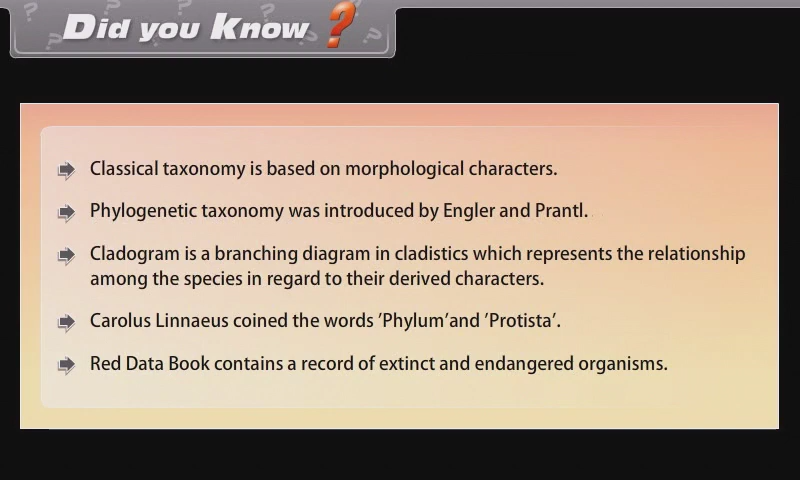 Did you Know ?
Classical taxonomy is based on morphological characters.
Phylogenetic taxonomy was introduced by Engler and Prantl.
Cladogram is a branching diagram in cladistics which represents the relationship
among the species in regard to their derived characters.
Carolus Linnaeus coined the words ’Phylum’and ’Protista’.
Red Data Book contains a record of extinct and endangered organisms.